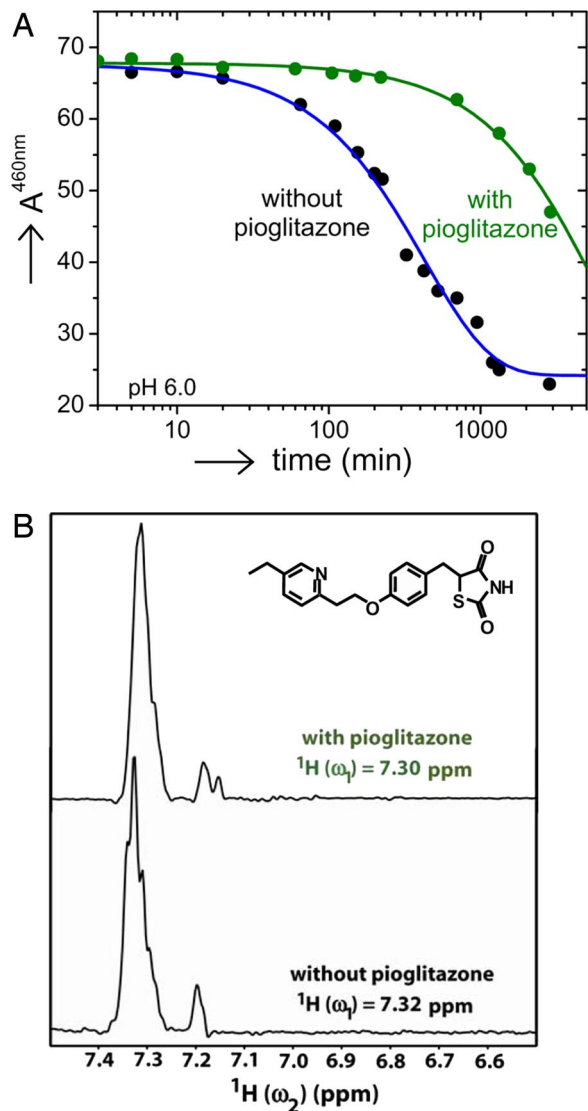 A
70
60
50
40
30
20
A460nm
without
pioglitazone
with
pioglitazone
pH 6.0
10
100
1000
time (min)
B
N
O
S
O
NH
O
with pioglitazone
1H (ω1) = 7.30 ppm
without pioglitazone
1H (ω1) = 7.32 ppm
7.4 7.3 7.2 7.1 7.0 6.9 6.8 6.7 6.6
1H (ω2) (ppm)